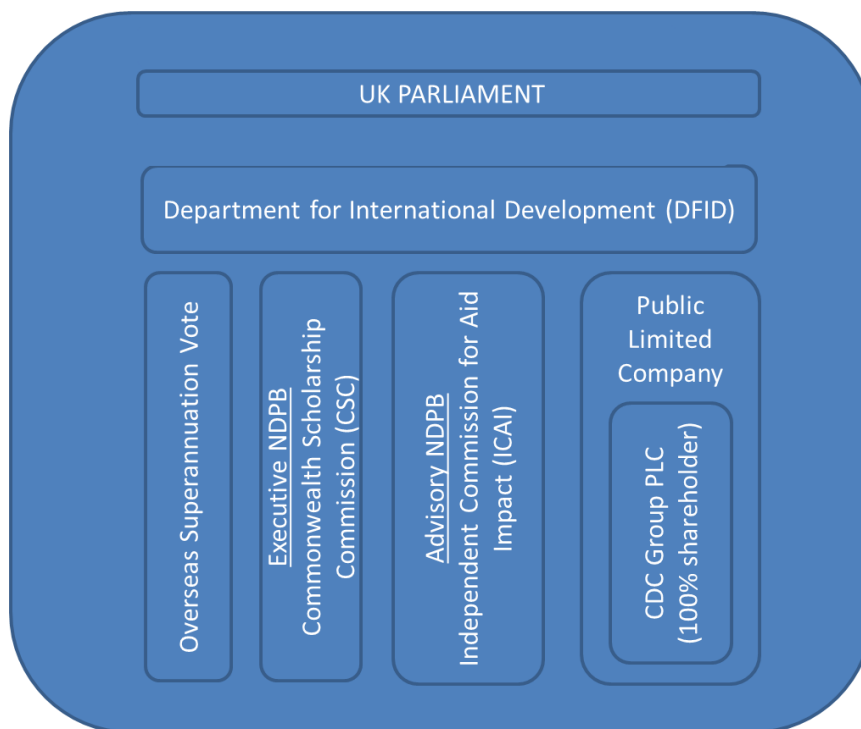 UK PARLIAMENT
Department for International Development (DFID)
Overseas Superannuation Vote
Executive NDPB
Commonwealth Scholarship
Commission (CSC)
Advisory NDPB
Independent Commission for Aid
Impact (ICAI)
Public
Limited
Company
CDC Group PLC
(100% shareholder)